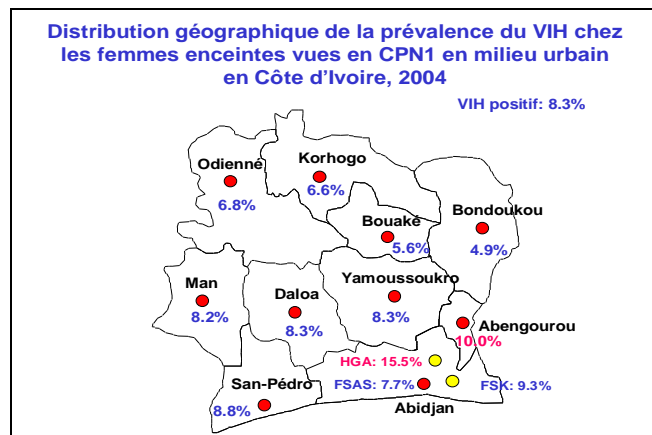 Distribution géographique de la prévalence du VIH chez
les femmes enceintes vues en CPN1 en milieu urbain
en Côte d'Ivoire, 2004
VIH positif: 8.3%
Odienné
6.8%
Korhogo
6.6%
Bouaké
5.6%
Bondoukou
4.9%
Man
8.2%
Daloa
8.3%
Yamoussoukro
8.3%
Abengourou
10.0%
HGA: 15.5%
FSAS: 7.7%
FSK: 9.3%
San-Pédro
8.8%
Abidjan